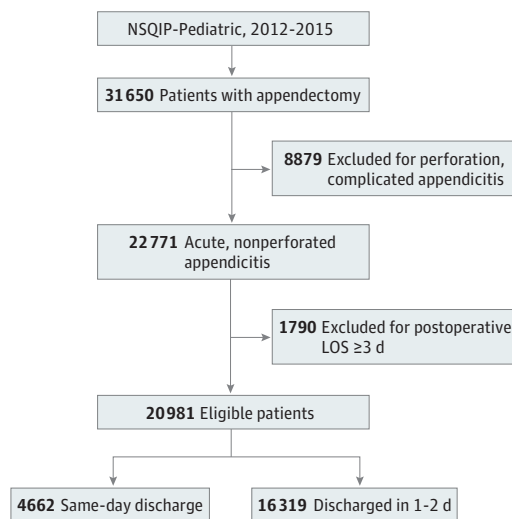 NSQIP-Pediatric, 2012-2015
31650 Patients with appendectomy
8879 Excluded for perforation,
complicated appendicitis
22771 Acute, nonperforated
appendicitis
1790 Excluded for postoperative
LOS ≥3 d
20981 Eligible patients
4662 Same-day discharge
16319 Discharged in 1-2 d